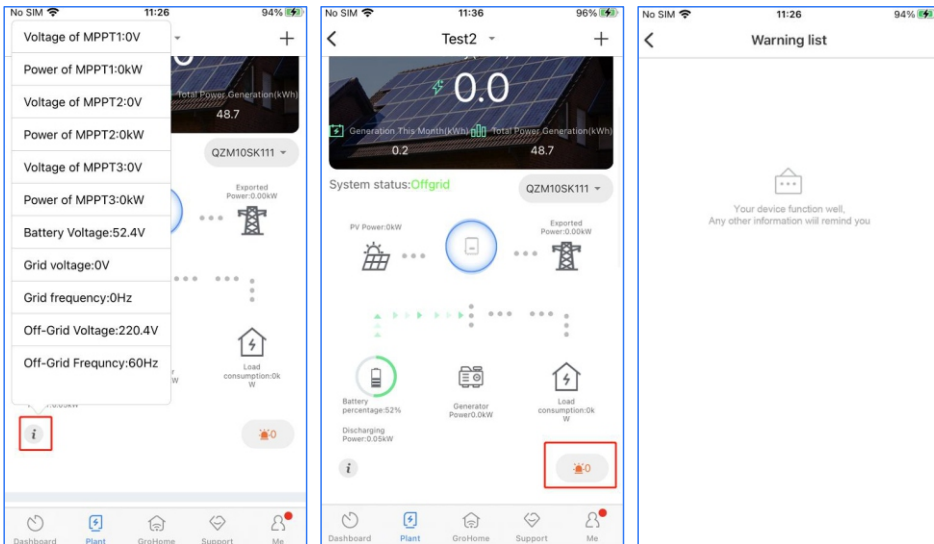 No SIM 11:26 94%
Voltage of MPPT1:0V
Power of MPPT1:0kW
Voltage of MPPT2:0V
Power of MPPT2:0kW
Voltage of MPPT3:0V
Power of MPPT3:0kW
Battery Voltage:52.4V
Grid voltage:0V
Grid frequency:0Hz
Off-Grid Voltage:220.4V
Off-Grid Frequncy:60Hz
Total Power Generation(kWh)
48.7
QZM10SK111
Exported
Power:0.00kW
Load
consumption:0k
W
i
0
Dashboard Plant GroHome Support Me
No SIM 11:36 96%
Test2
0.0
Generation This Month(kWh) Total Power Generation(kWh)
0.2 48.7
System status:Offgrid QZM10SK111
PV Power:0kW
Exported
Power:0.00kW
Battery
percentage:52%
Generator
Power0.0kW
Load
consumption:0k
W
Discharging
Power:0.05kW
i
0
Dashboard Plant GroHome Support Me
No SIM 11:26 94%
Warning list
Your device function well,
Any other information wiil remind you